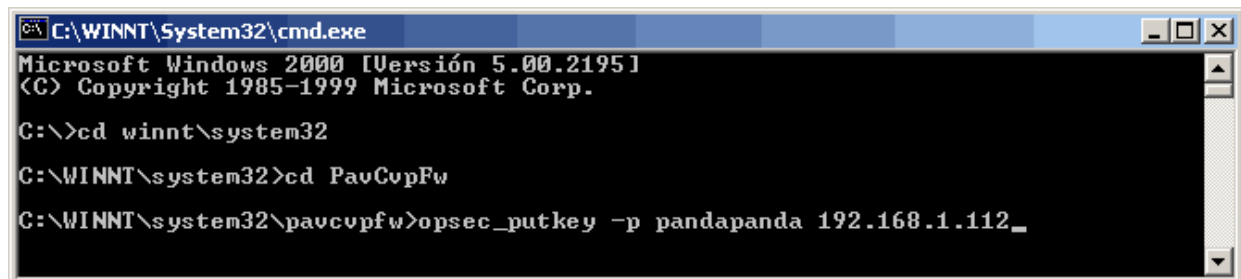 C:\WINNT\System32\cmd.exe
Microsoft Windows 2000 [Versión 5.00.2195]
(C) Copyright 1985-1999 Microsoft Corp.
C:\>cd winnt\system32
C:\WINNT\system32>cd PavCvpFw
C:\WINNT\system32\pavcvpfw>opsec_putkey -p pandapanda 192.168.1.112_